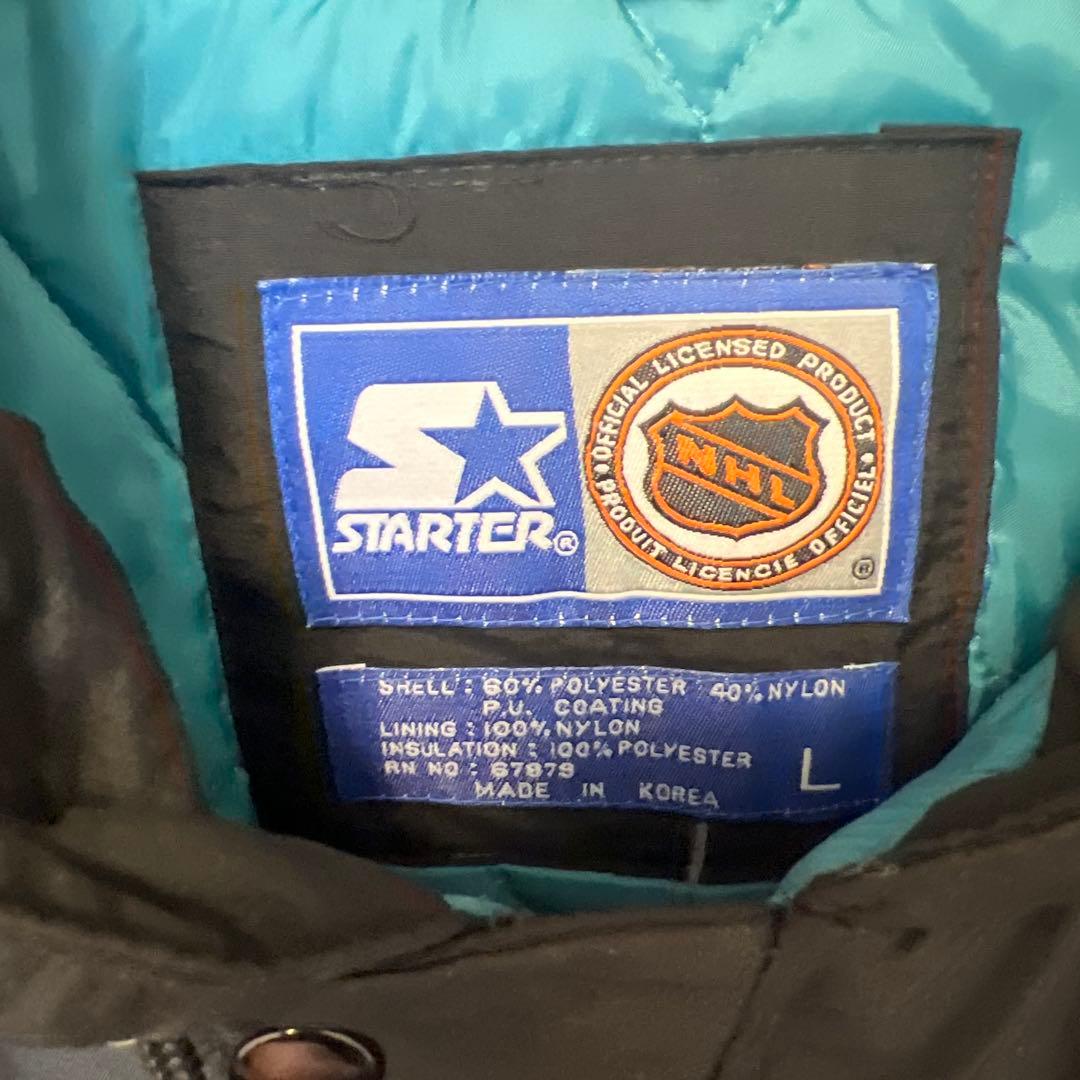 STARTER®
OFFICIAL LICENSED PRODUCT
NHL
PRODUIT LICENCIE OFFICIEL
®
SHELL : 60% POLYESTER 40% NYLON
P.U. COATING
LINING : 100% NYLON
INSULATION : 100% POLYESTER
RN NO : 67979
MADE IN KOREA
L